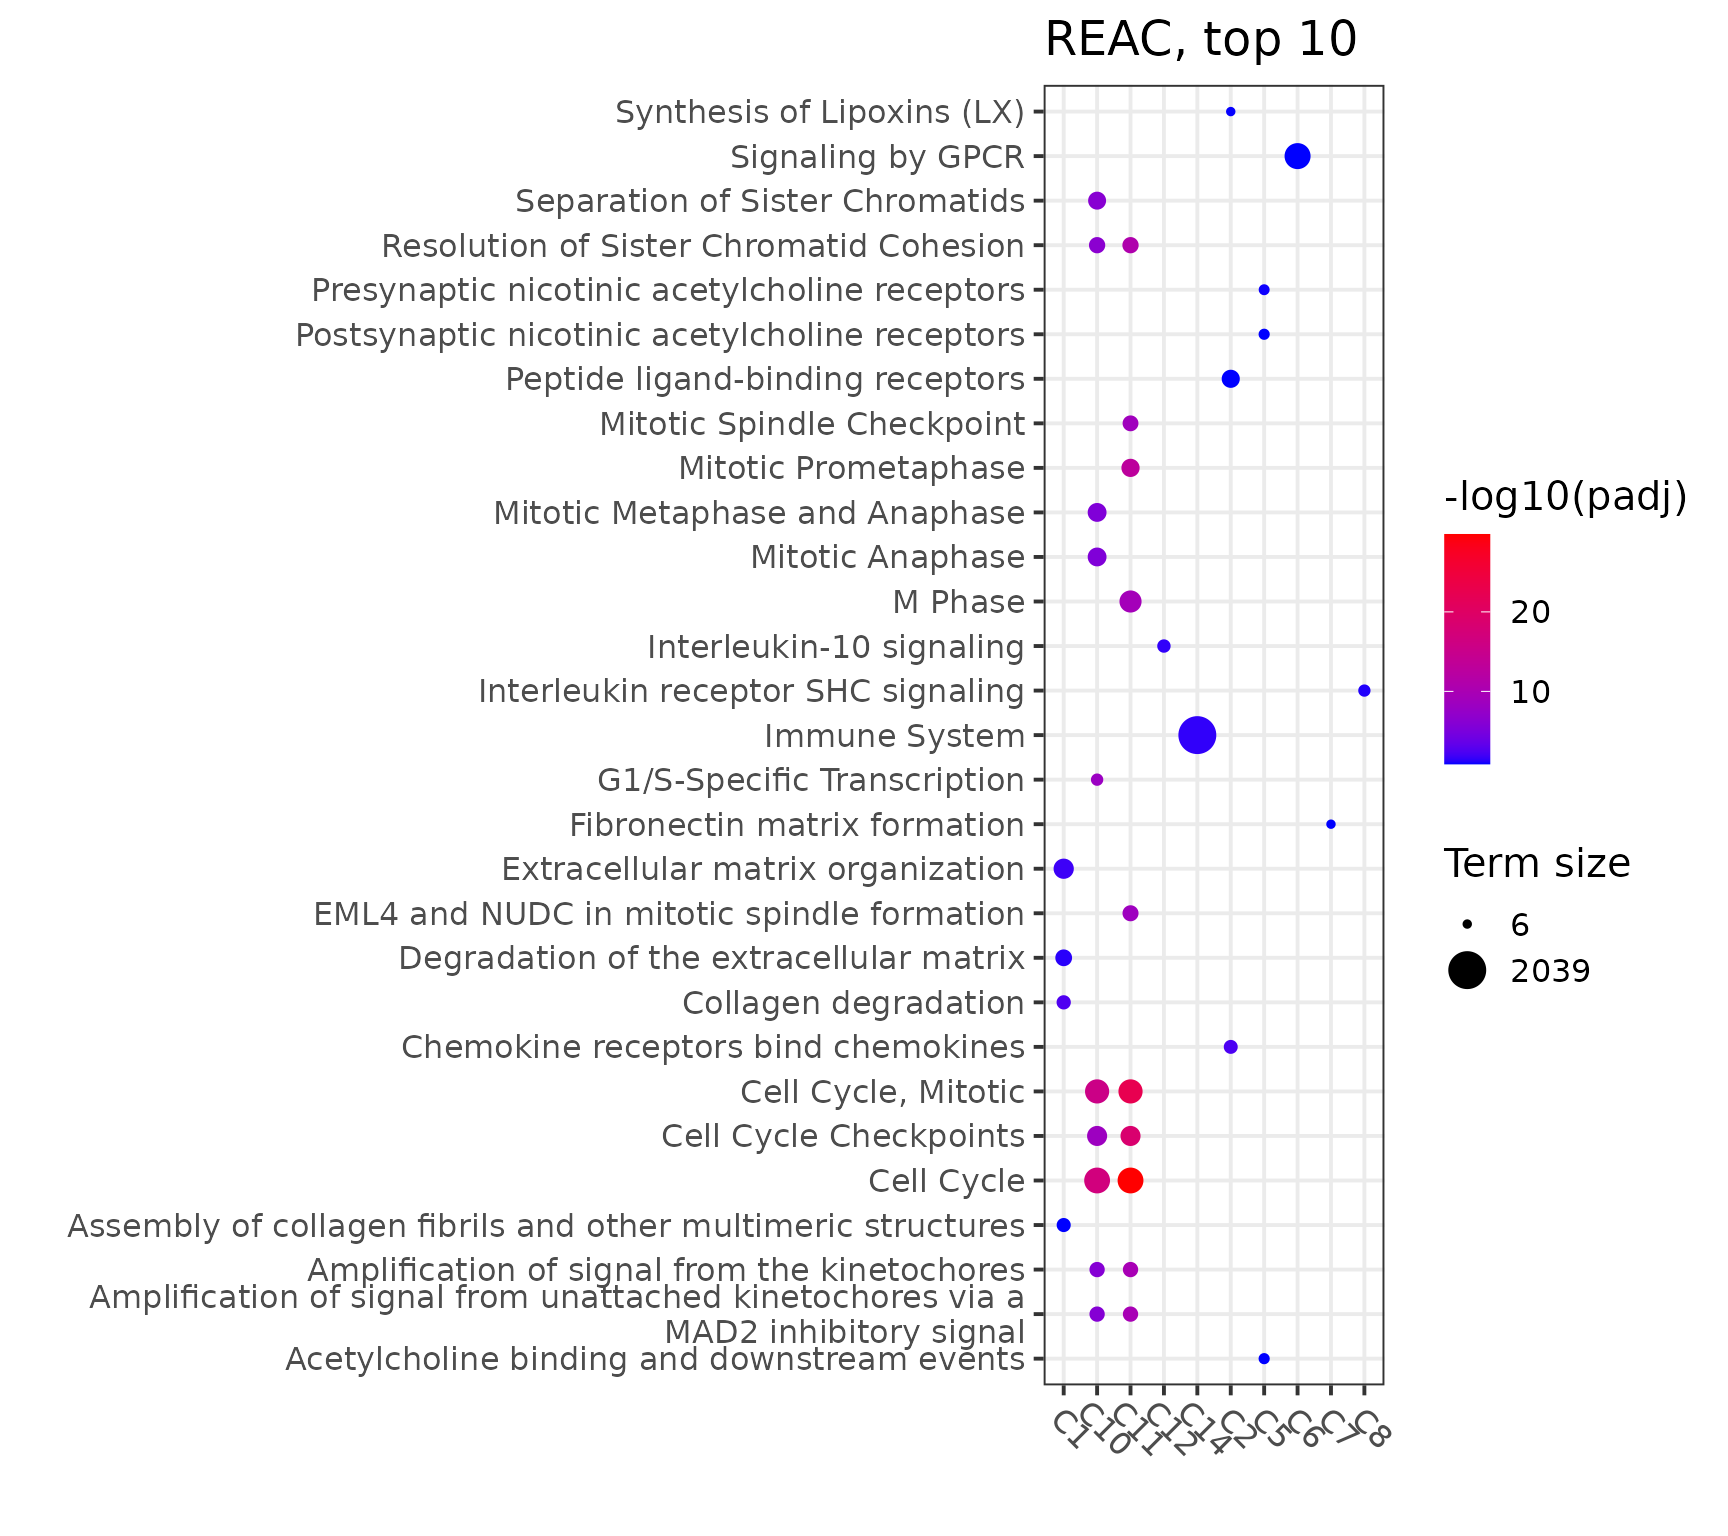 REAC, top 10
Synthesis of Lipoxins (LX)
Signaling by GPCR
Separation of Sister Chromatids
Resolution of Sister Chromatid Cohesion
Presynaptic nicotinic acetylcholine receptors
Postsynaptic nicotinic acetylcholine receptors
Peptide ligand-binding receptors
Mitotic Spindle Checkpoint
Mitotic Prometaphase
Mitotic Metaphase and Anaphase
Mitotic Anaphase
M Phase
Interleukin-10 signaling
Interleukin receptor SHC signaling
Immune System
G1/S-Specific Transcription
Fibronectin matrix formation
Extracellular matrix organization
EML4 and NUDC in mitotic spindle formation
Degradation of the extracellular matrix
Collagen degradation
Chemokine receptors bind chemokines
Cell Cycle, Mitotic
Cell Cycle Checkpoints
Cell Cycle
Assembly of collagen fibrils and other multimeric structures
Amplification of signal from the kinetochores
Amplification of signal from unattached kinetochores via a
MAD2 inhibitory signal
Acetylcholine binding and downstream events
C1
C10
C11
C12
C14
C2
C5
C6
C7
C8
-log10(padj)
20
10
Term size
6
2039